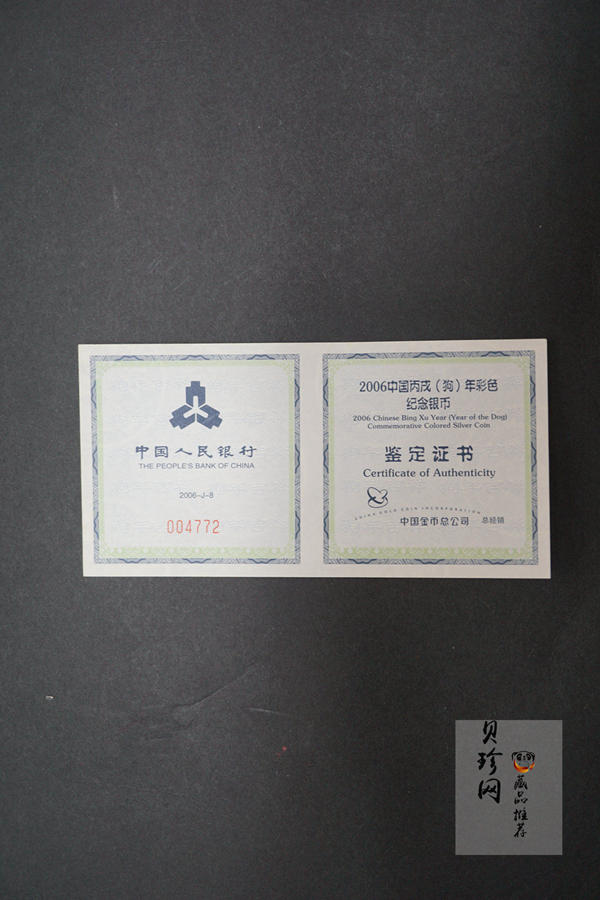 中国人民银行
THE PEOPLE'S BANK OF CHINA
2006-J-8
004772
2006中国丙戌（狗）年彩色
纪念银币
2006 Chinese Bing Xu Year (Year of the Dog)
Commemorative Colored Silver Coin
鉴定证书
Certificate of Authenticity
CHINA GOLD COIN INCORPORATION
中国金币总公司 总经销
贝珍网
藏品推荐